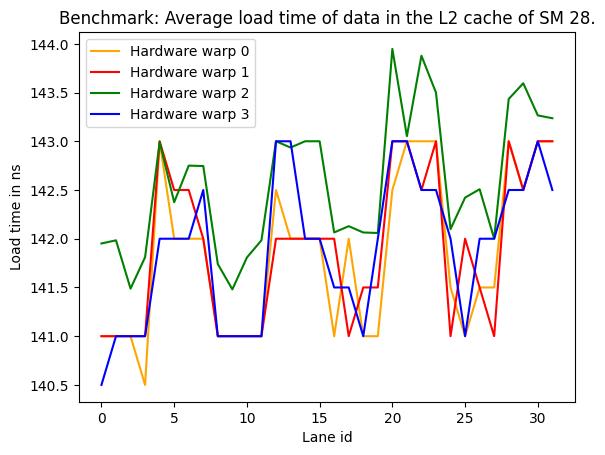 Benchmark: Average load time of data in the L2 cache of SM 28.
Hardware warp 0
Hardware warp 1
Hardware warp 2
Hardware warp 3
Load time in ns
144.0
143.5
143.0
142.5
142.0
141.5
141.0
140.5
0 5 10 15 20 25 30
Lane id